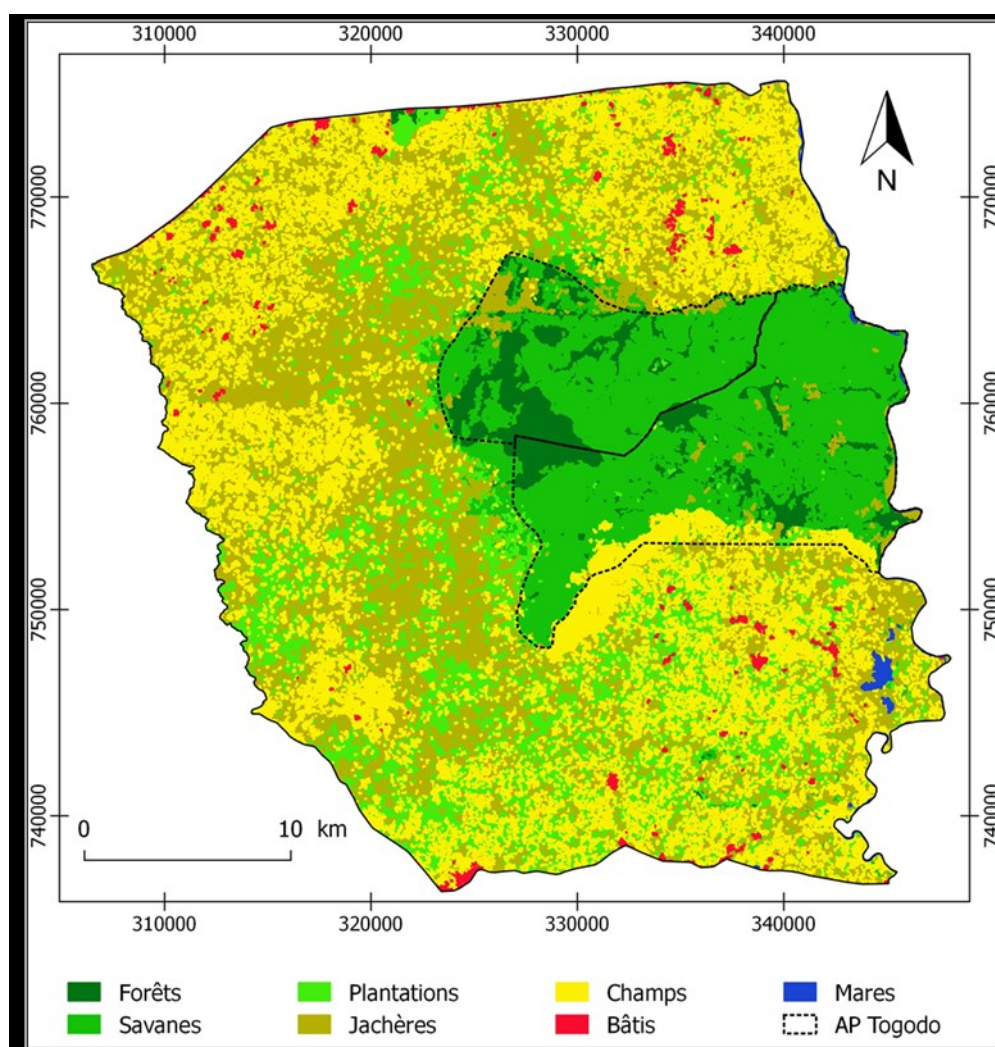 310000 320000 330000 340000
770000 770000
N
760000 760000
750000 750000
740000 740000
0 10 km
310000 320000 330000 340000
Forêts Plantations Champs Mares
Savanes Jachères Bâtis AP Togodo